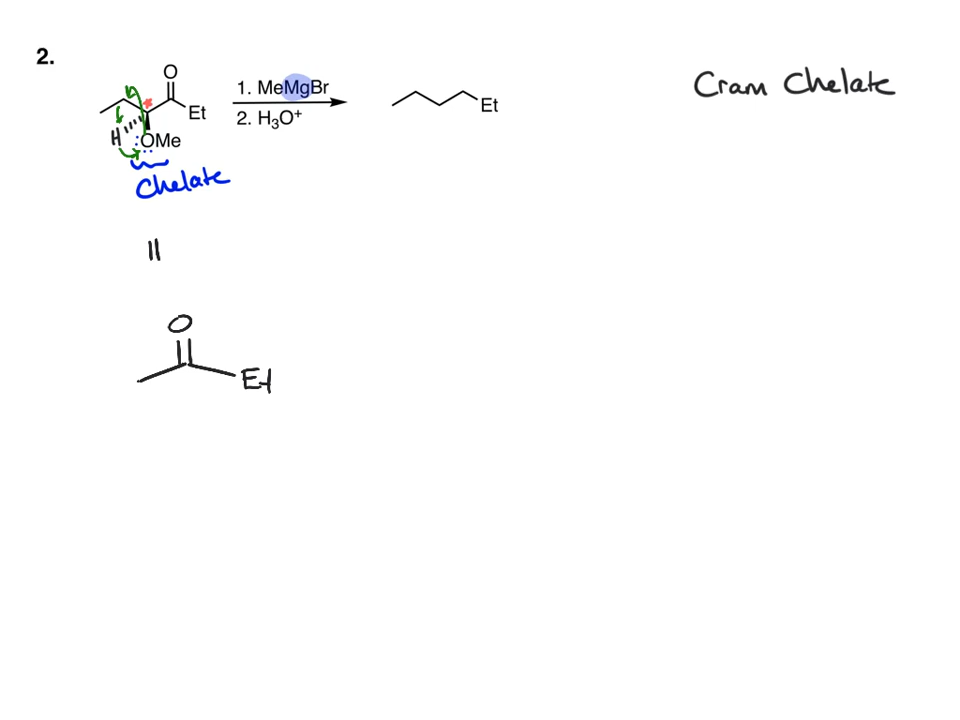 2.
Cram Chelate
O
1. MeMgBr
Et
Et
2. H₃O⁺
H :OMe
Chelate
O
Et